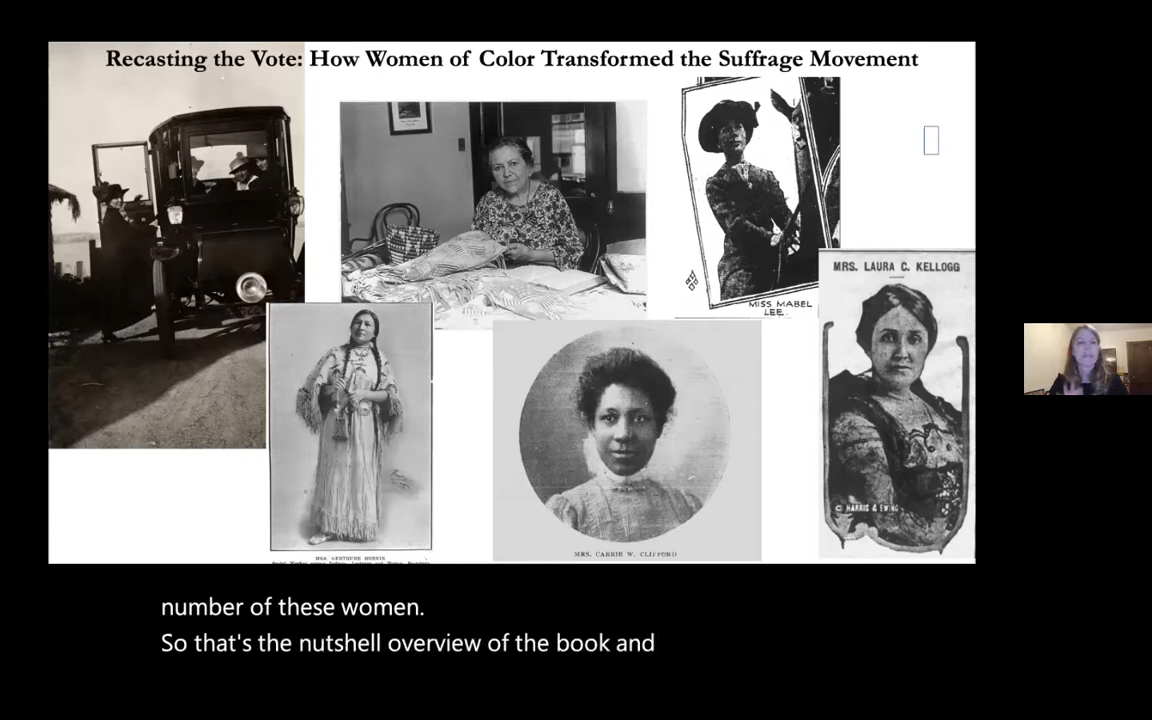 Recasting the Vote: How Women of Color Transformed the Suffrage Movement
MISS MABEL
LEE.
MRS. LAURA C. KELLOGG
© HARRIS & EWING
MRS. GERTRUDE BONNIN
MRS. CARRIE W. CLIFFORD
number of these women.
So that's the nutshell overview of the book and